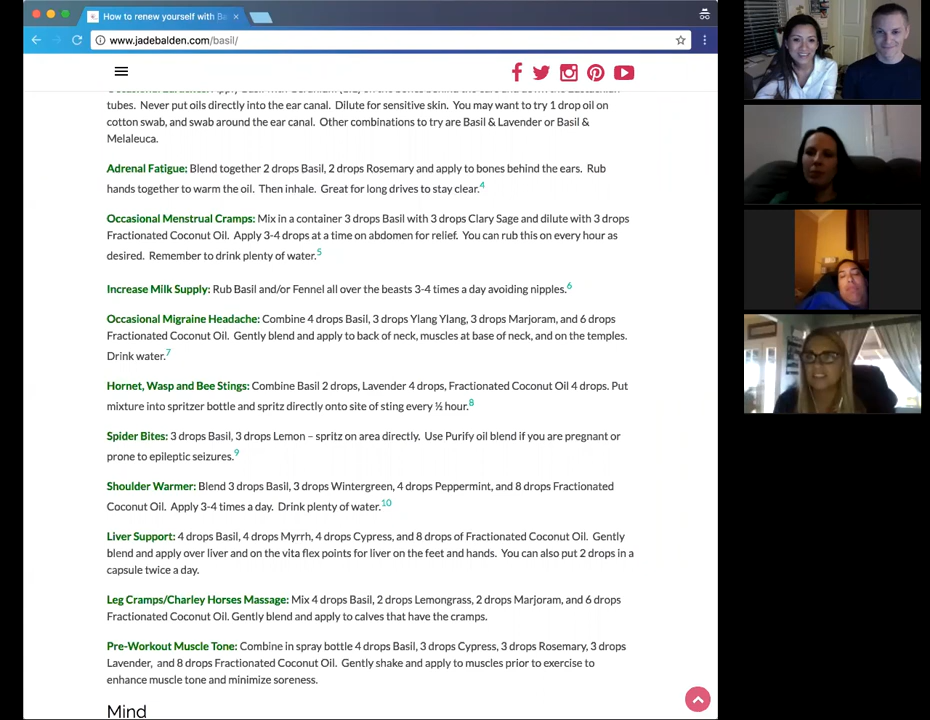 How to renew yourself with Ba
www.jadebalden.com/basil/
tubes. Never put oils directly into the ear canal. Dilute for sensitive skin. You may want to try 1 drop oil on
cotton swab, and swab around the ear canal. Other combinations to try are Basil & Lavender or Basil &
Melaleuca.
Adrenal Fatigue: Blend together 2 drops Basil, 2 drops Rosemary and apply to bones behind the ears. Rub
hands together to warm the oil. Then inhale. Great for long drives to stay clear.4
Occasional Menstrual Cramps: Mix in a container 3 drops Basil with 3 drops Clary Sage and dilute with 3 drops
Fractionated Coconut Oil. Apply 3-4 drops at a time on abdomen for relief. You can rub this on every hour as
desired. Remember to drink plenty of water.5
Increase Milk Supply: Rub Basil and/or Fennel all over the beasts 3-4 times a day avoiding nipples.6
Occasional Migraine Headache: Combine 4 drops Basil, 3 drops Ylang Ylang, 3 drops Marjoram, and 6 drops
Fractionated Coconut Oil. Gently blend and apply to back of neck, muscles at base of neck, and on the temples.
Drink water.7
Hornet, Wasp and Bee Stings: Combine Basil 2 drops, Lavender 4 drops, Fractionated Coconut Oil 4 drops. Put
mixture into spritzer bottle and spritz directly onto site of sting every ½ hour.8
Spider Bites: 3 drops Basil, 3 drops Lemon – spritz on area directly. Use Purify oil blend if you are pregnant or
prone to epileptic seizures.9
Shoulder Warmer: Blend 3 drops Basil, 3 drops Wintergreen, 4 drops Peppermint, and 8 drops Fractionated
Coconut Oil. Apply 3-4 times a day. Drink plenty of water.10
Liver Support: 4 drops Basil, 4 drops Myrrh, 4 drops Cypress, and 8 drops of Fractionated Coconut Oil. Gently
blend and apply over liver and on the vita flex points for liver on the feet and hands. You can also put 2 drops in a
capsule twice a day.
Leg Cramps/Charley Horses Massage: Mix 4 drops Basil, 2 drops Lemongrass, 2 drops Marjoram, and 6 drops
Fractionated Coconut Oil. Gently blend and apply to calves that have the cramps.
Pre-Workout Muscle Tone: Combine in spray bottle 4 drops Basil, 3 drops Cypress, 3 drops Rosemary, 3 drops
Lavender, and 8 drops Fractionated Coconut Oil. Gently shake and apply to muscles prior to exercise to
enhance muscle tone and minimize soreness.
Mind